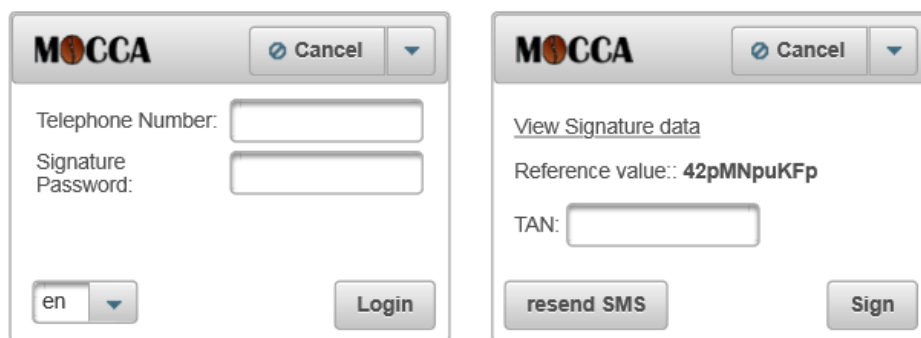 MOCCA
Cancel
Telephone Number:
Signature
Password:
en
Login
MOCCA
Cancel
View Signature data
Reference value:: 42pMNpuKFp
TAN:
resend SMS
Sign